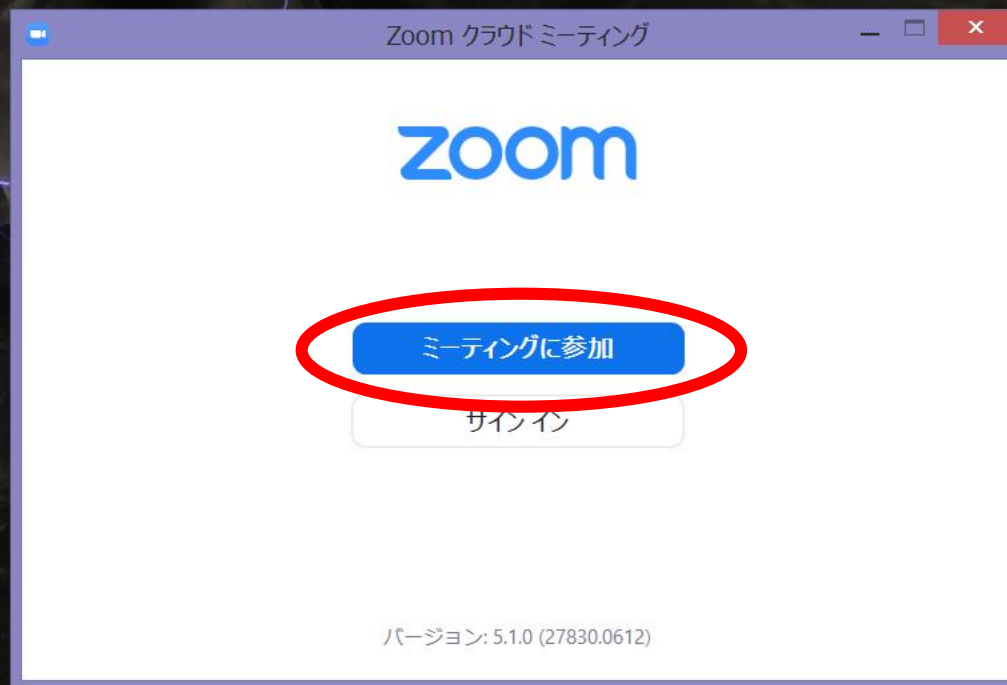 Zoom クラウド ミーティング
zoom
ミーティングに参加
サイン イン
バージョン: 5.1.0 (27830.0612)